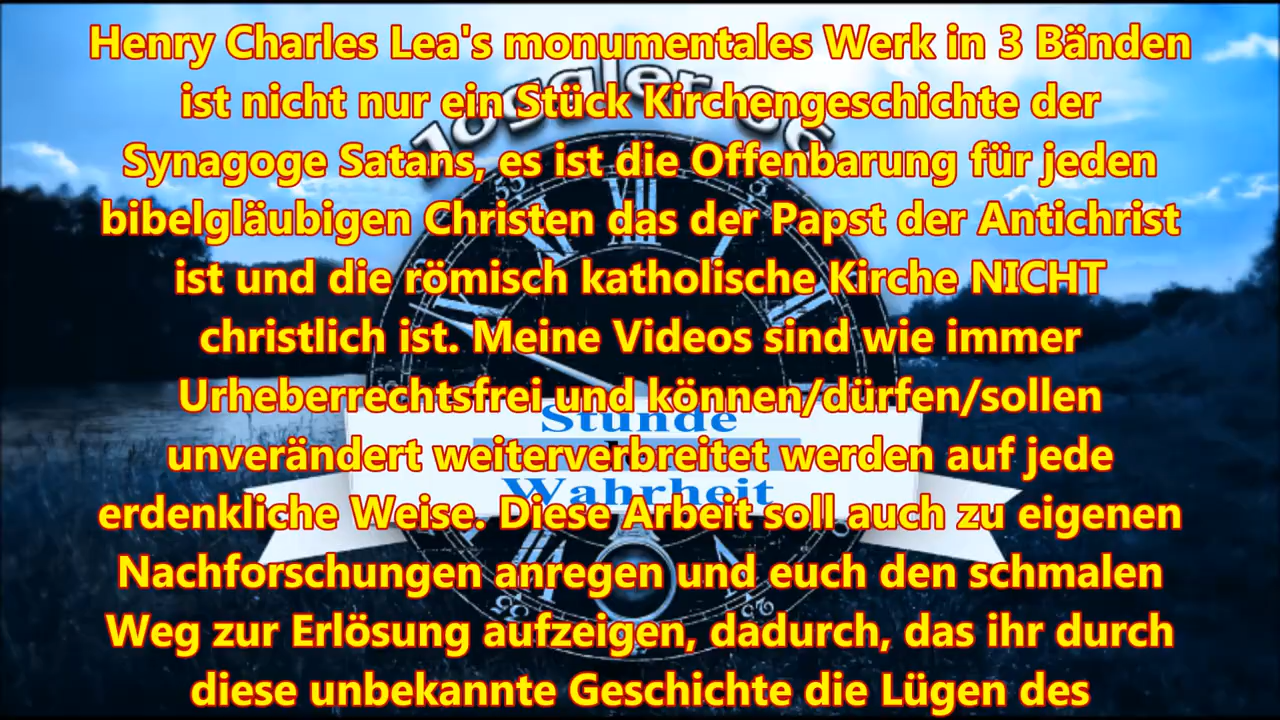 Henry Charles Lea's monumentales Werk in 3 Bänden
ist nicht nur ein Stück Kirchengeschichte der
Synagoge Satans, es ist die Offenbarung für jeden
bibelgläubigen Christen das der Papst der Antichrist
ist und die römisch katholische Kirche NICHT
christlich ist. Meine Videos sind wie immer
Urheberrechtsfrei und können/dürfen/sollen
unverändert weiterverbreitet werden auf jede
erdenkliche Weise. Diese Arbeit soll auch zu eigenen
Nachforschungen anregen und euch den schmalen
Weg zur Erlösung aufzeigen, dadurch, das ihr durch
diese unbekannte Geschichte die Lügen des
Stunde
Wahrheit
XII
55